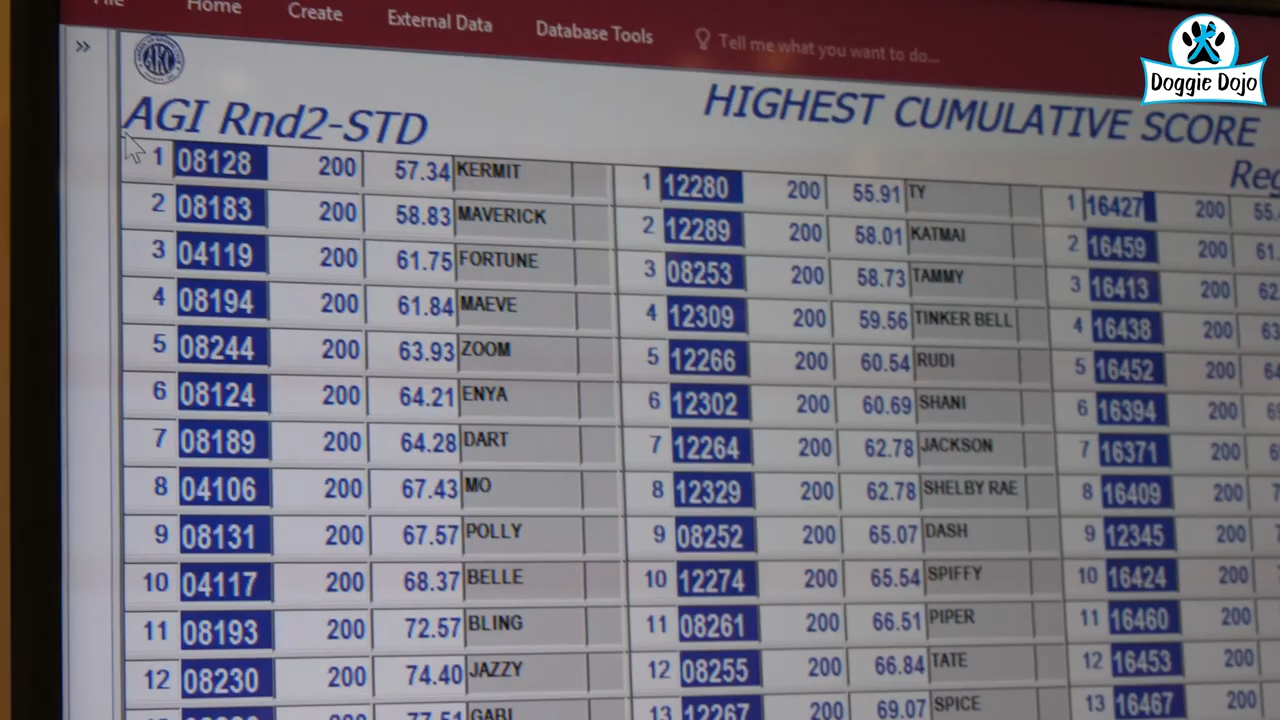 File Home Create External Data Database Tools Tell me what you want to do...
Doggie Dojo
»
AKC
HIGHEST CUMULATIVE SCORE
AGI Rnd2-STD
1 08128 200 57.34 KERMIT 1 12280 200 55.91 TY 1 16427 200
2 08183 200 58.83 MAVERICK 2 12289 200 58.01 KATMAI 2 16459 200
3 04119 200 61.75 FORTUNE 3 08253 200 58.73 TAMMY 3 16413 200
4 08194 200 61.84 MAEVE 4 12309 200 59.56 TINKER BELL 4 16438 200
5 08244 200 63.93 ZOOM 5 12266 200 60.54 RUDI 5 16452 200
6 08124 200 64.21 ENYA 6 12302 200 60.69 SHANI 6 16394 200
7 08189 200 64.28 DART 7 12264 200 62.78 JACKSON 7 16371 200
8 04106 200 67.43 MO 8 12329 200 62.78 SHELBY RAE 8 16409 200
9 08131 200 67.57 POLLY 9 08252 200 65.07 DASH 9 12345 200
10 04117 200 68.37 BELLE 10 12274 200 65.54 SPIFFY 10 16424 200
11 08193 200 72.57 BLING 11 08261 200 66.51 PIPER 11 16460 200
12 08230 200 74.40 JAZZY 12 08255 200 66.84 TATE 12 16453 200
GABI 13 12267 200 69.07 SPICE 13 16467 200